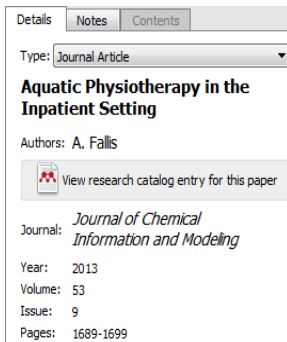 Details Notes Contents
Type: Journal Article
Aquatic Physiotherapy in the
Inpatient Setting
Authors: A. Fallis
View research catalog entry for this paper
Journal: Journal of Chemical
Information and Modeling
Year: 2013
Volume: 53
Issue: 9
Pages: 1689-1699